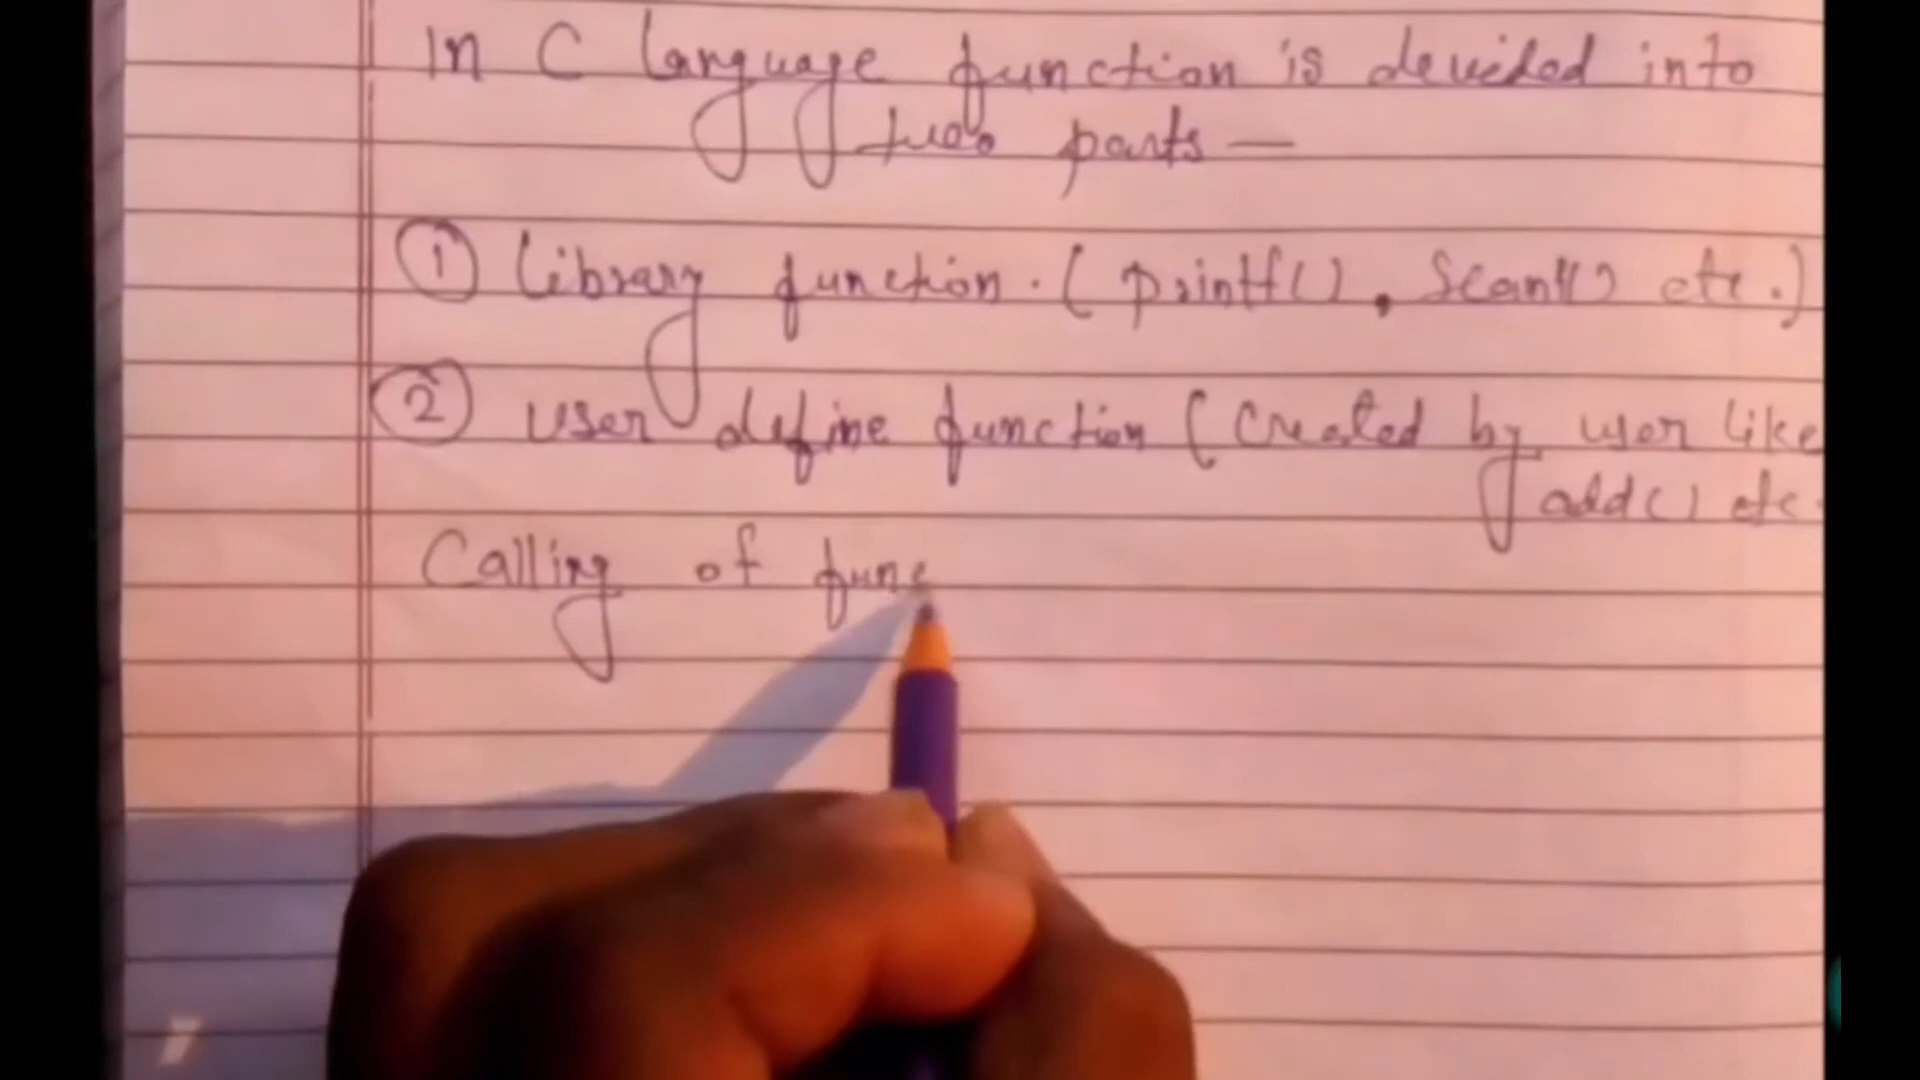 In C language function is devided into
two parts —
① Library function. (printf(), Scanf() etc.)
② User define function (Created by user like
add() etc.
Calling of func